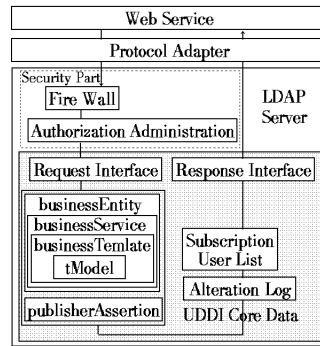 Web Service
Protocol Adapter
Security Part
Fire Wall
LDAP
Server
Authorization Administration
Request Interface
Response Interface
businessEntity
businessService
businessTemlate
tModel
publisherAssertion
Subscription
User List
Alteration Log
UDDI Core Data